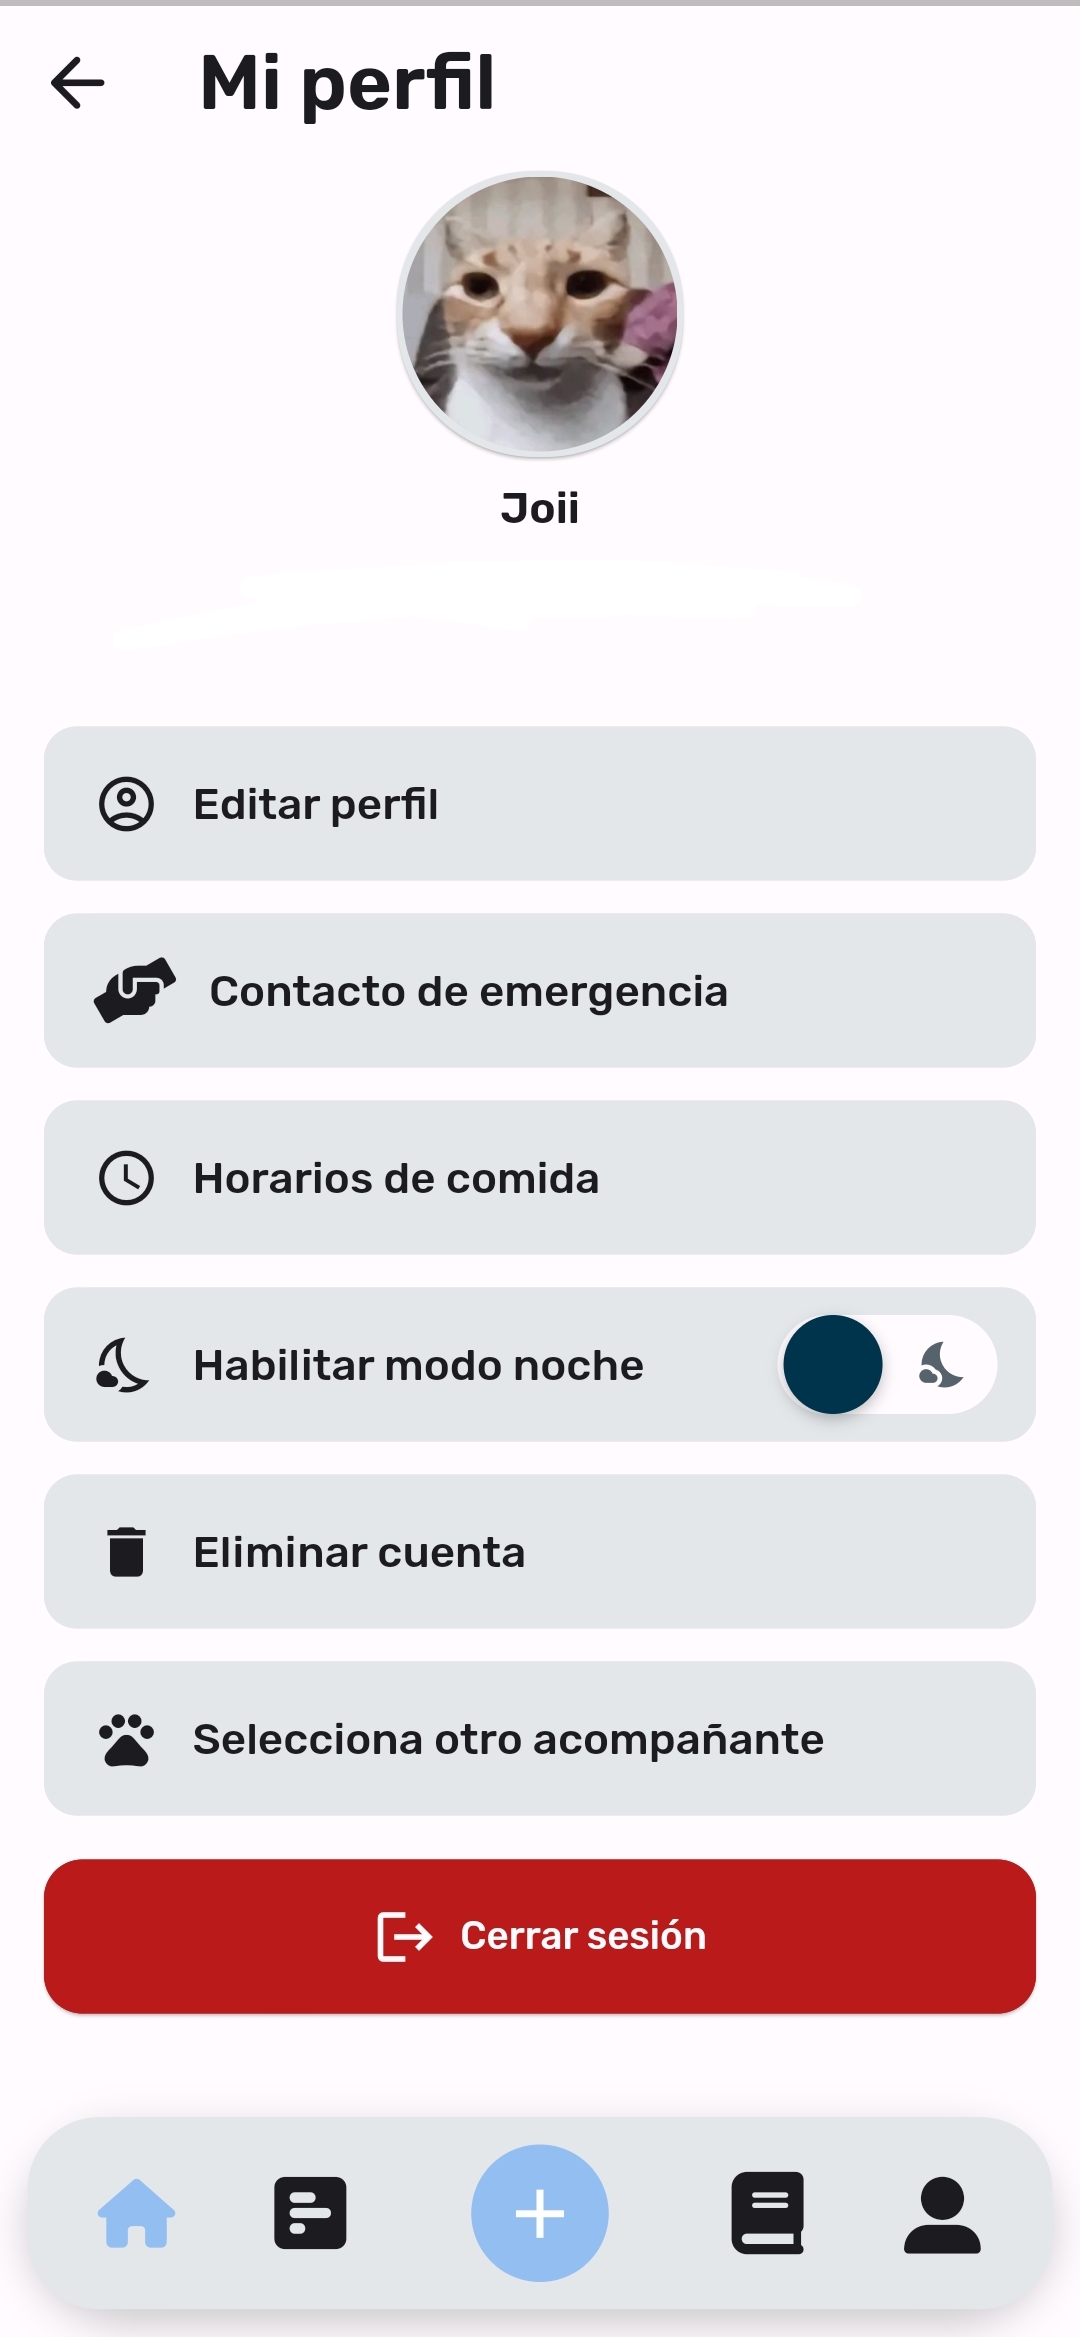 Mi perfil
Joii
Editar perfil
Contacto de emergencia
Horarios de comida
Habilitar modo noche
Eliminar cuenta
Selecciona otro acompañante
Cerrar sesión